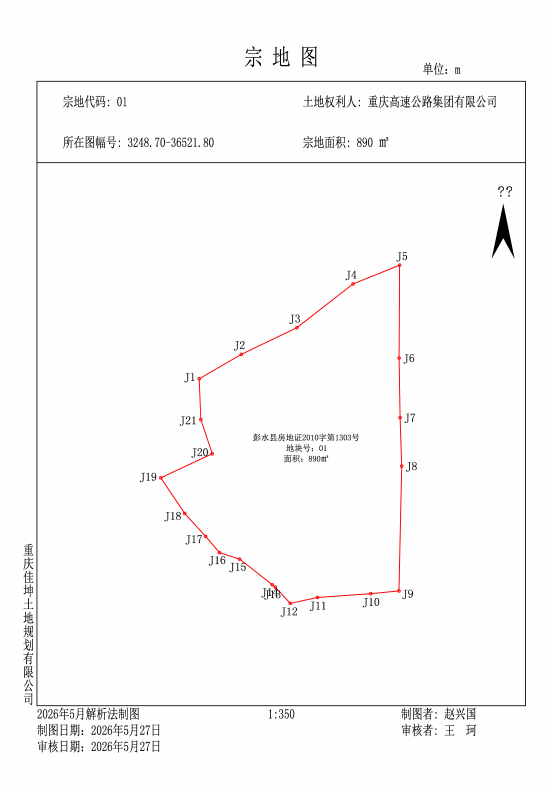 宗 地 图
单位: m
宗地代码: 01
土地权利人: 重庆高速公路集团有限公司
所在图幅号: 3248.70-36521.80
宗地面积: 890 ㎡
??
J5
J4
J3
J2
J6
J1
J7
J21
彭水县房地证2010字第1303号
地块号: 01
面积: 890㎡
J20
J8
J19
J18
J17
J16
J15
J14
J13
J12
J11
J10
J9
重庆佳坤土地规划有限公司
2026年5月解析法制图
1:350
制图者: 赵兴国
制图日期: 2026年5月27日
审核者: 王 珂
审核日期: 2026年5月27日